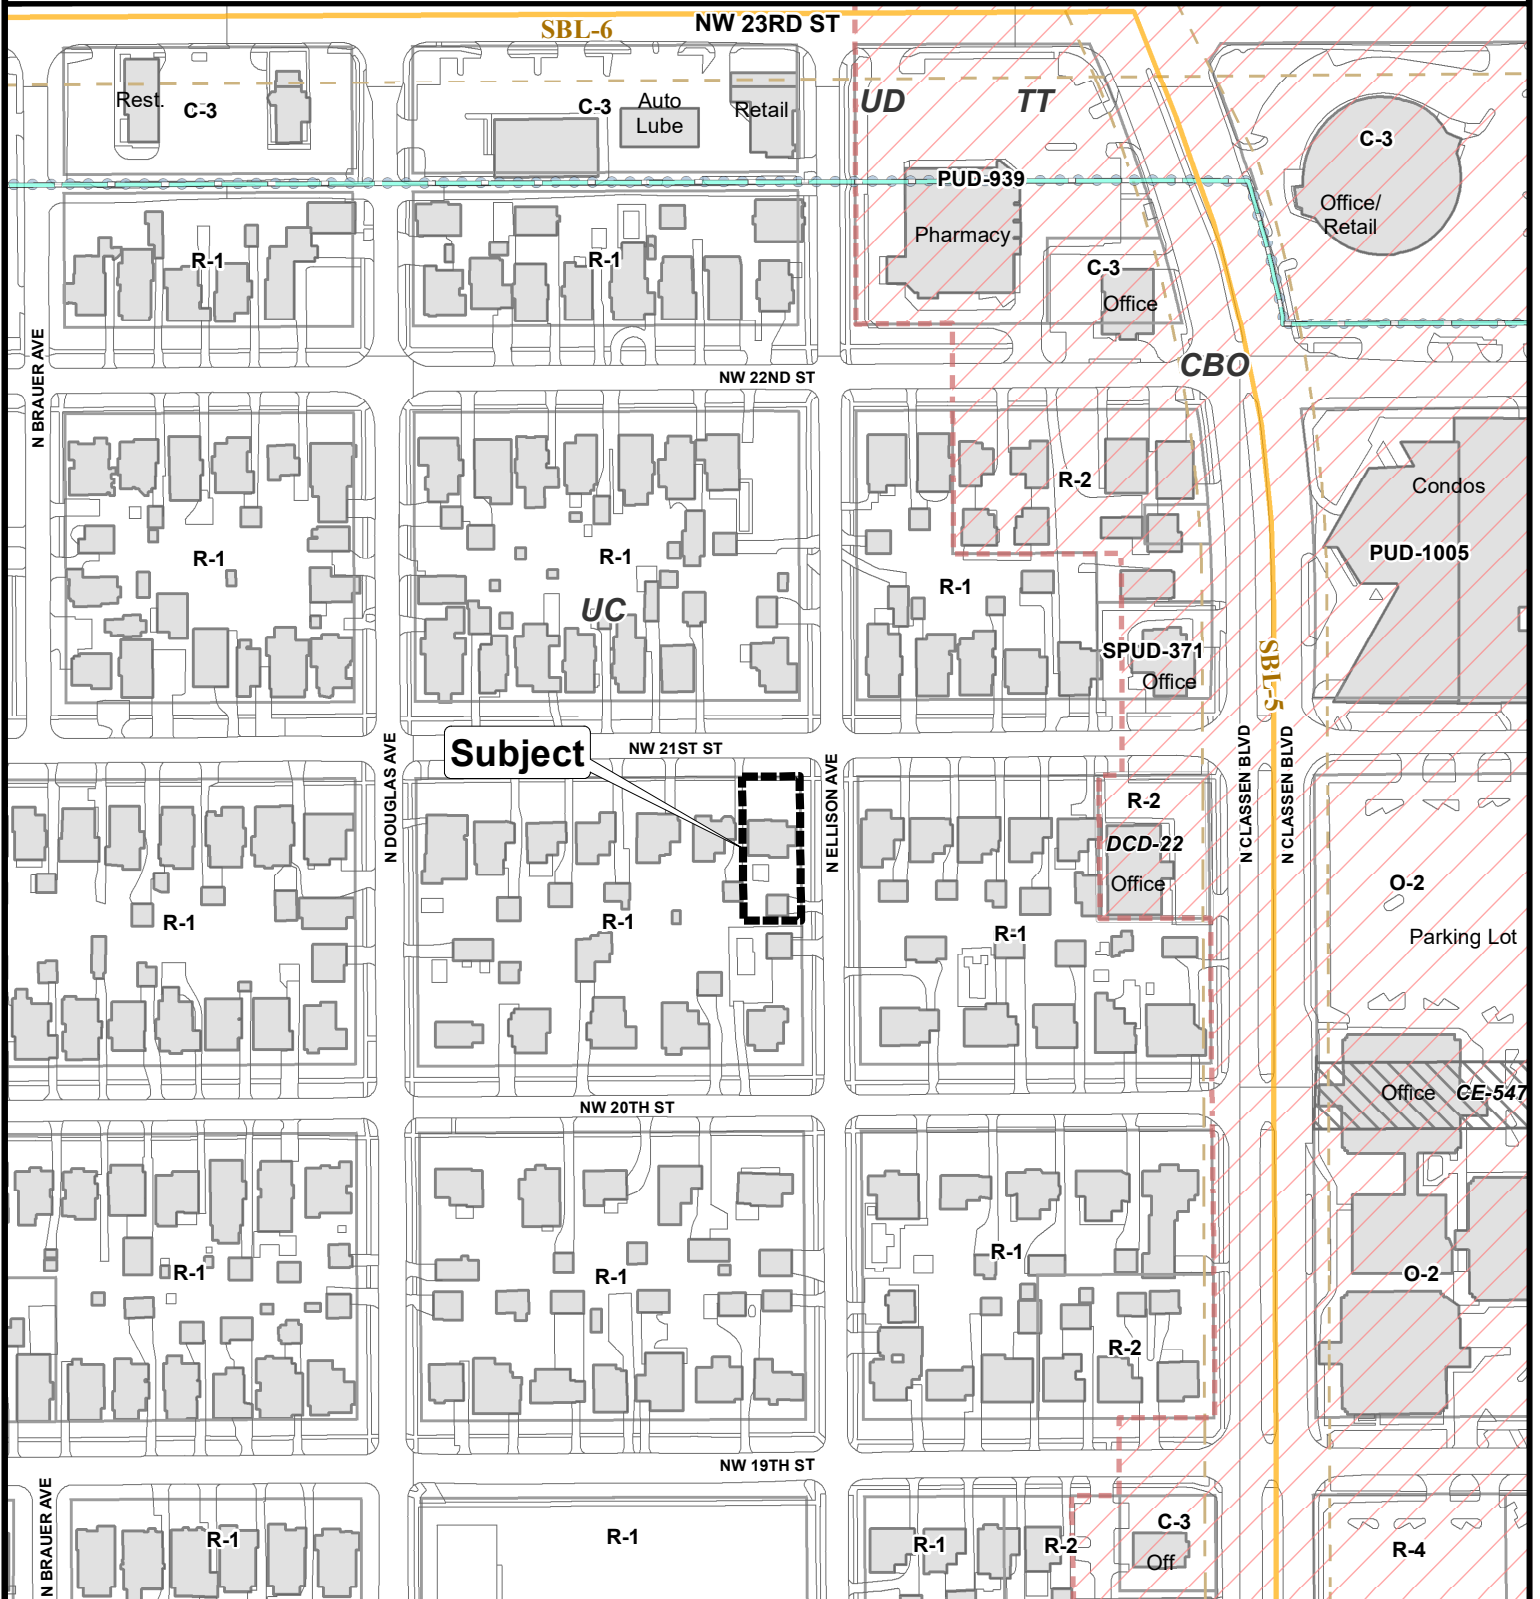 SBL-6
NW 23RD ST
Rest.
C-3
C-3
Auto
Lube
Retail
UD
TT
C-3
PUD-939
Office/
Retail
Pharmacy
R-1
R-1
C-3
Office
N BRAUER AVE
NW 22ND ST
CBO
R-2
Condos
R-1
R-1
R-1
PUD-1005
UC
SPUD-371
Office
SBL-5
Subject
NW 21ST ST
N DOUGLAS AVE
N ELLISON AVE
N CLASSEN BLVD
N CLASSEN BLVD
R-2
DCD-22
Office
O-2
R-1
R-1
R-1
Parking Lot
Office
CE-547
NW 20TH ST
R-1
R-1
R-1
O-2
R-2
NW 19TH ST
N BRAUER AVE
R-1
R-1
R-1
R-2
C-3
Off
R-4